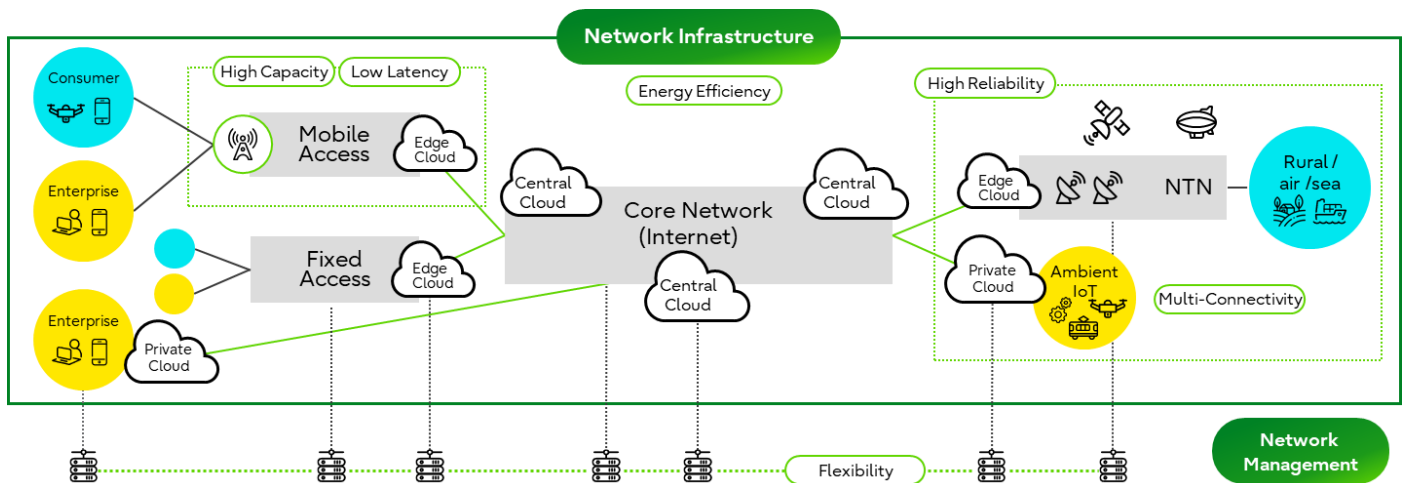 Network Infrastructure
Consumer
High Capacity
Low Latency
Energy Efficiency
High Reliability
Mobile
Access
Edge
Cloud
Enterprise
Central
Cloud
Core Network
(Internet)
Central
Cloud
Edge
Cloud
NTN
Rural /
air /sea
Fixed
Access
Edge
Cloud
Central
Cloud
Private
Cloud
Ambient
IoT
Multi-Connectivity
Enterprise
Private
Cloud
Flexibility
Network
Management